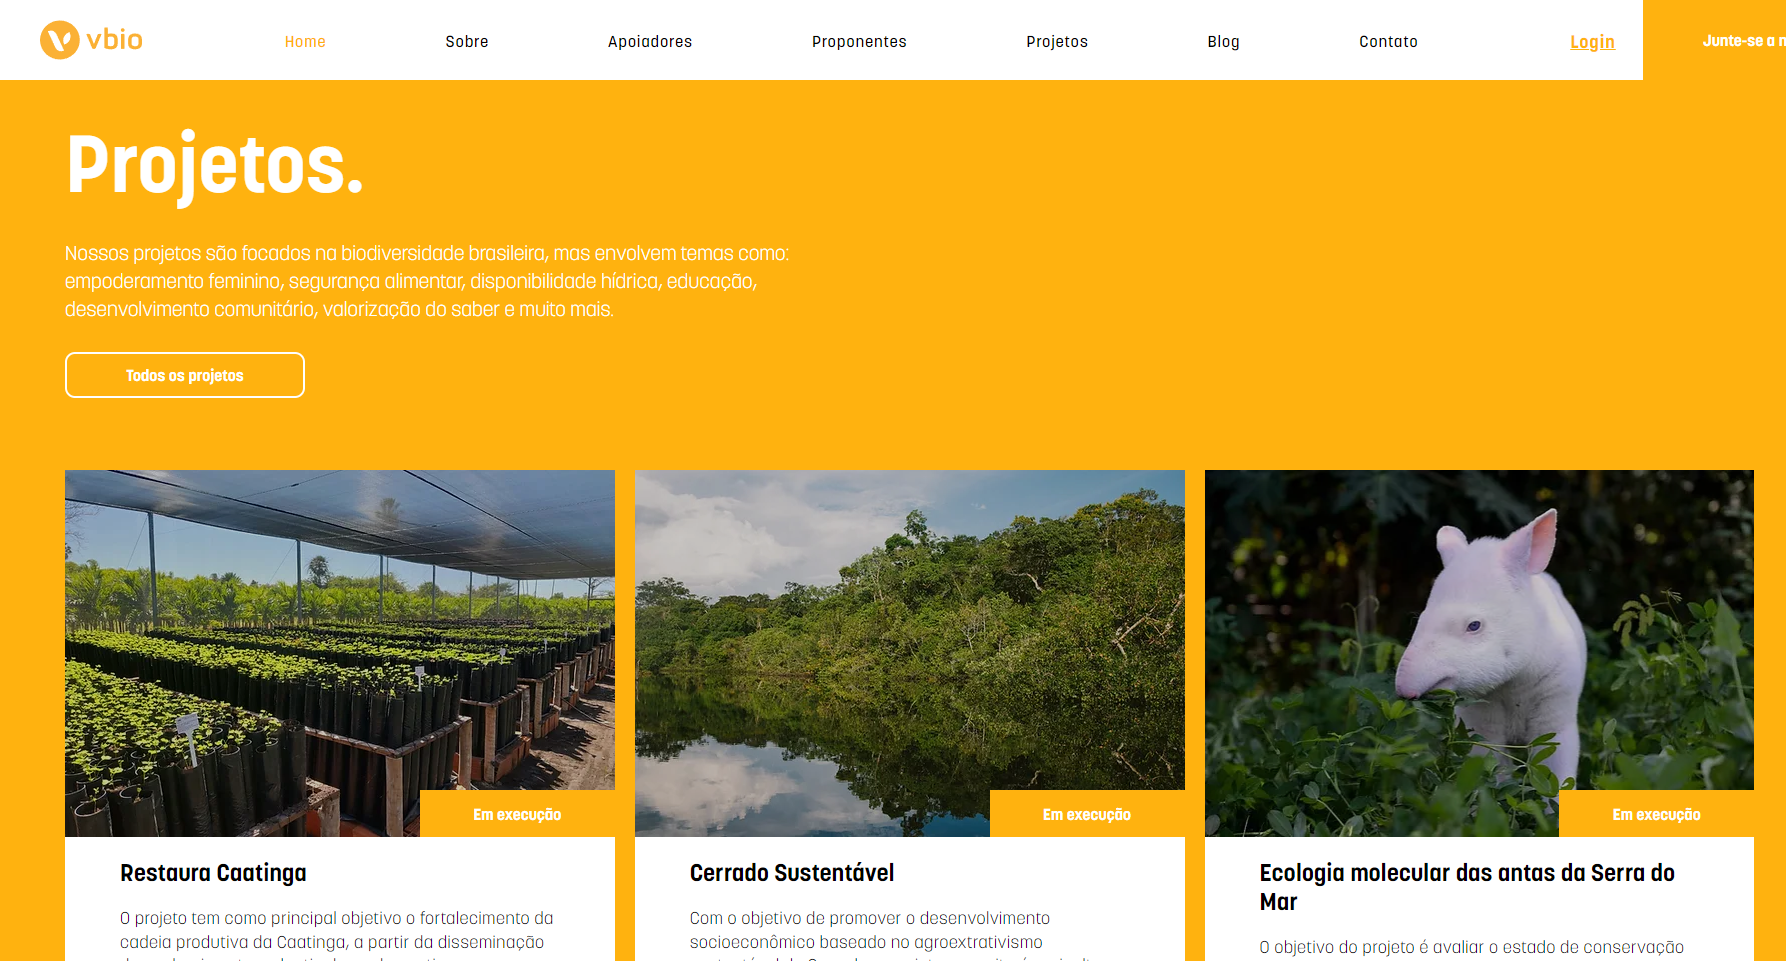 vbio
Home
Sobre
Apoiadores
Proponentes
Projetos
Blog
Contato
Login
Junte-se a
Projetos.
Nossos projetos são focados na biodiversidade brasileira, mas envolvem temas como:
empoderamento feminino, segurança alimentar, disponibilidade hídrica, educação,
desenvolvimento comunitário, valorização do saber e muito mais.
Todos os projetos
Em execução
Restaura Caatinga
O projeto tem como principal objetivo o fortalecimento da
cadeia produtiva da Caatinga, a partir da disseminação
Em execução
Cerrado Sustentável
Com o objetivo de promover o desenvolvimento
socioeconômico baseado no agroextrativismo
Em execução
Ecologia molecular das antas da Serra do
Mar
O objetivo do projeto é avaliar o estado de conservação